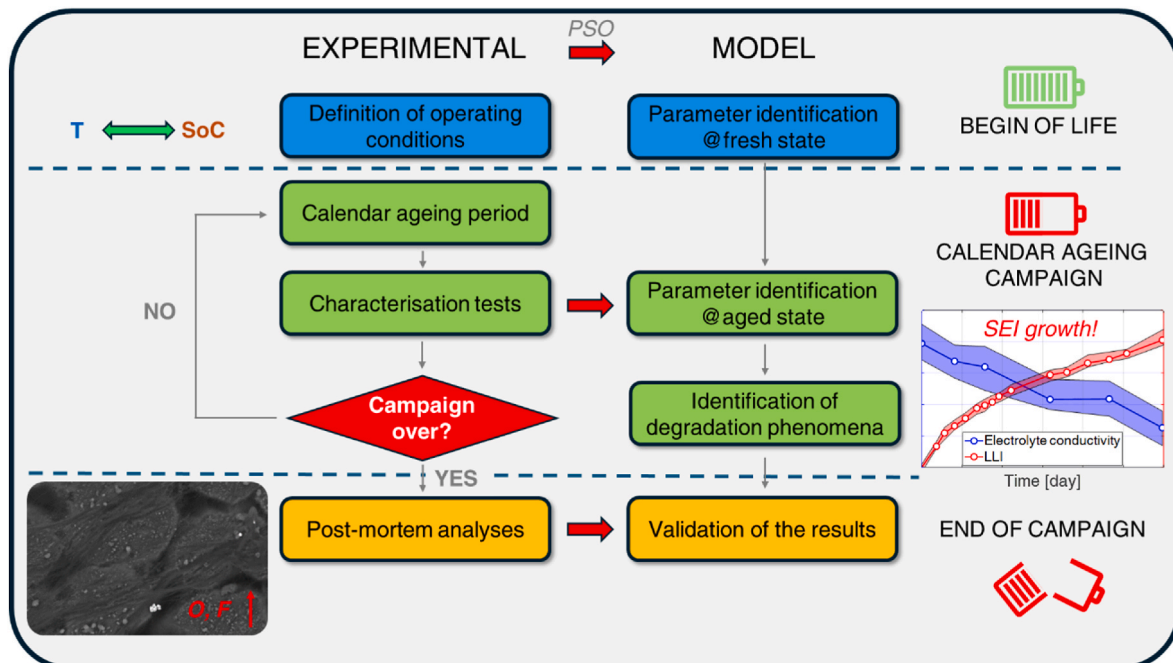 EXPERIMENTAL
PSO
MODEL
T
SoC
Definition of operating
conditions
Parameter identification
@fresh state
BEGIN OF LIFE
Calendar ageing period
CALENDAR AGEING
CAMPAIGN
NO
Characterisation tests
Parameter identification
@aged state
SEI growth!
Campaign
over?
Identification of
degradation phenomena
Electrolyte conductivity
LLI
Time [day]
YES
Post-mortem analyses
Validation of the results
END OF CAMPAIGN
O, F